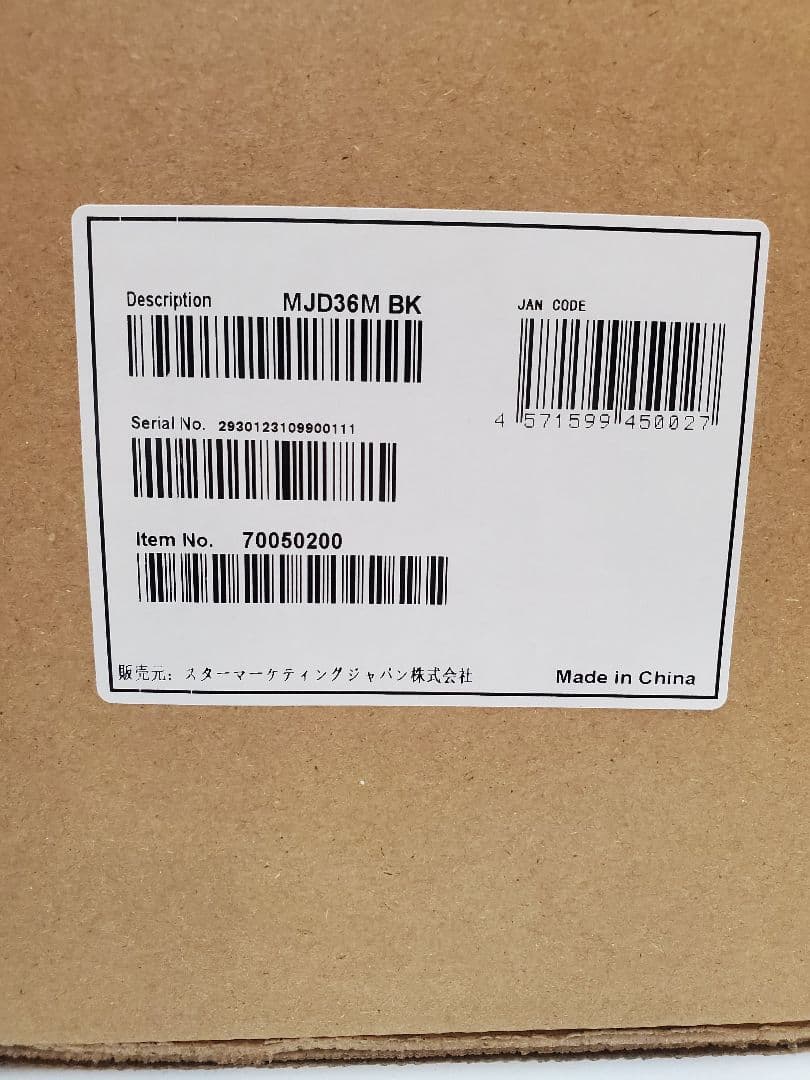 Description MJD36M BK
JAN CODE
4 571599 450027
Serial No. 2930123109900111
Item No. 70050200
販売元: スターマーケティングジャパン株式会社
Made in China